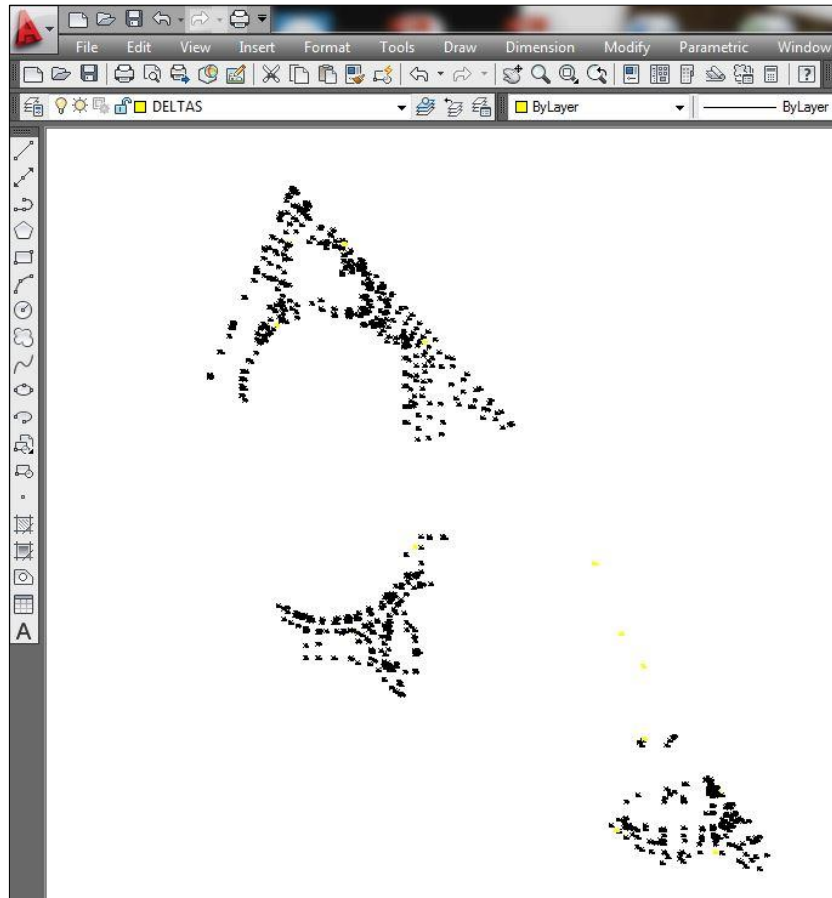 File Edit View Insert Format Tools Draw Dimension Modify Parametric Window
DELTAS ByLayer ByLayer
A